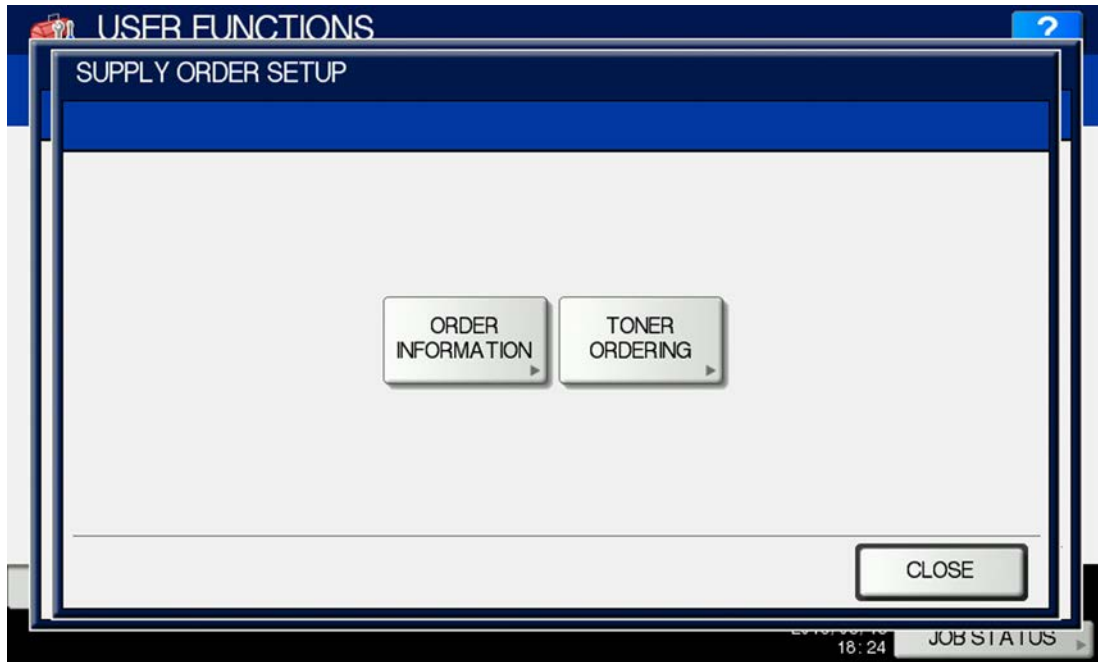 USER FUNCTIONS
?
SUPPLY ORDER SETUP
ORDER
INFORMATION
TONER
ORDERING
CLOSE
18:24
JOB STATUS